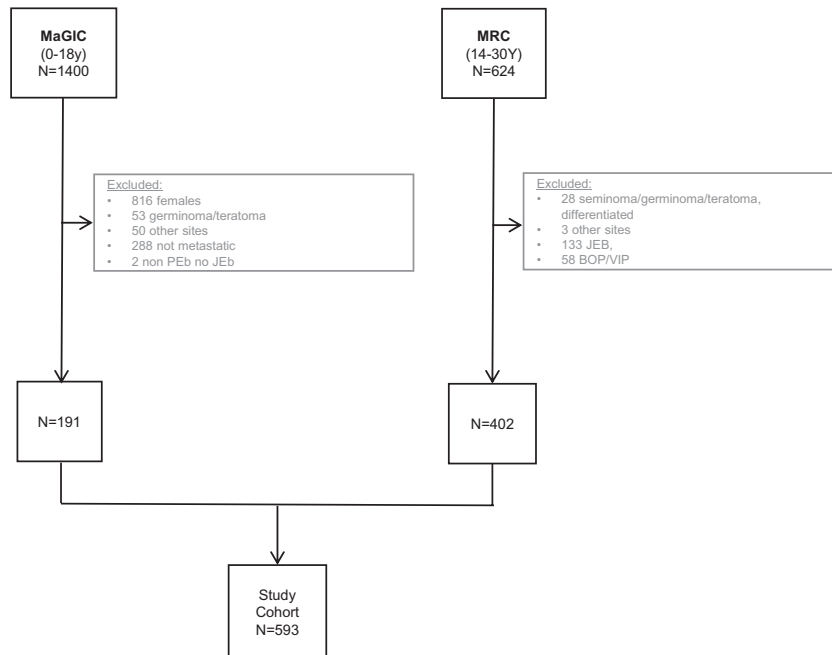 MaGIC
(0-18y)
N=1400
MRC
(14-30Y)
N=624
Excluded:
• 816 females
• 53 germinoma/teratoma
• 50 other sites
• 288 not metastatic
• 2 non PEb no JEb
Excluded:
• 28 seminoma/germinoma/teratoma,
differentiated
• 3 other sites
• 133 JEB,
• 58 BOP/VIP
N=191
N=402
Study
Cohort
N=593